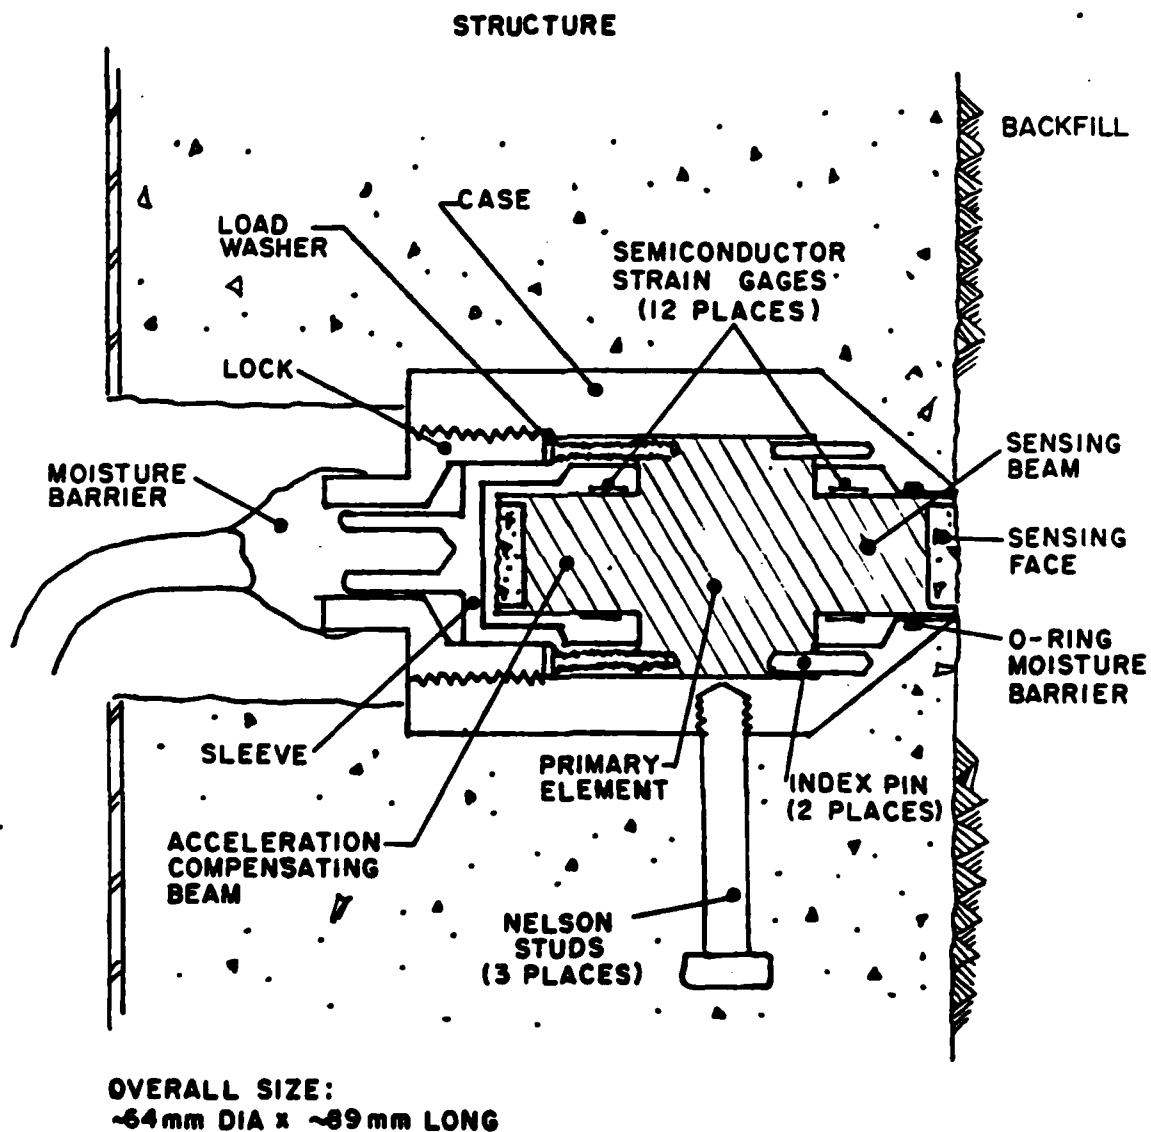 STRUCTURE
BACKFILL
CASE
LOAD
WASHER
SEMICONDUCTOR
STRAIN GAGES
(12 PLACES)
LOCK
MOISTURE
BARRIER
SENSING
BEAM
SENSING
FACE
O-RING
MOISTURE
BARRIER
SLEEVE
PRIMARY
ELEMENT
INDEX PIN
(2 PLACES)
ACCELERATION
COMPENSATING
BEAM
NELSON
STUDS
(3 PLACES)
OVERALL SIZE:
~64mm DIA x ~89mm LONG